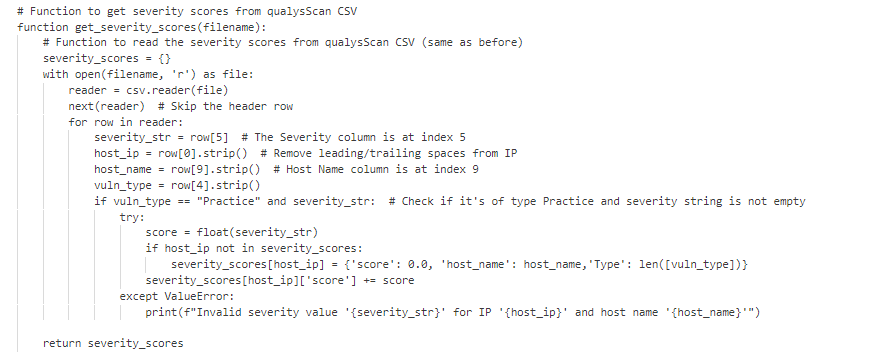 # Function to get severity scores from qualysScan CSV
function get_severity_scores(filename):
    # Function to read the severity scores from qualysScan CSV (same as before)
    severity_scores = {}
    with open(filename, 'r') as file:
        reader = csv.reader(file)
        next(reader)  # Skip the header row
        for row in reader:
            severity_str = row[5]  # The Severity column is at index 5
            host_ip = row[0].strip()  # Remove leading/trailing spaces from IP
            host_name = row[9].strip()  # Host Name column is at index 9
            vuln_type = row[4].strip()
            if vuln_type == "Practice" and severity_str:  # Check if it's of type Practice and severity string is not empty
                try:
                    score = float(severity_str)
                    if host_ip not in severity_scores:
                        severity_scores[host_ip] = {'score': 0.0, 'host_name': host_name,'Type': len([vuln_type])}
                    severity_scores[host_ip]['score'] += score
                except ValueError:
                    print(f"Invalid severity value '{severity_str}' for IP '{host_ip}' and host name '{host_name}'")
    return severity_scores